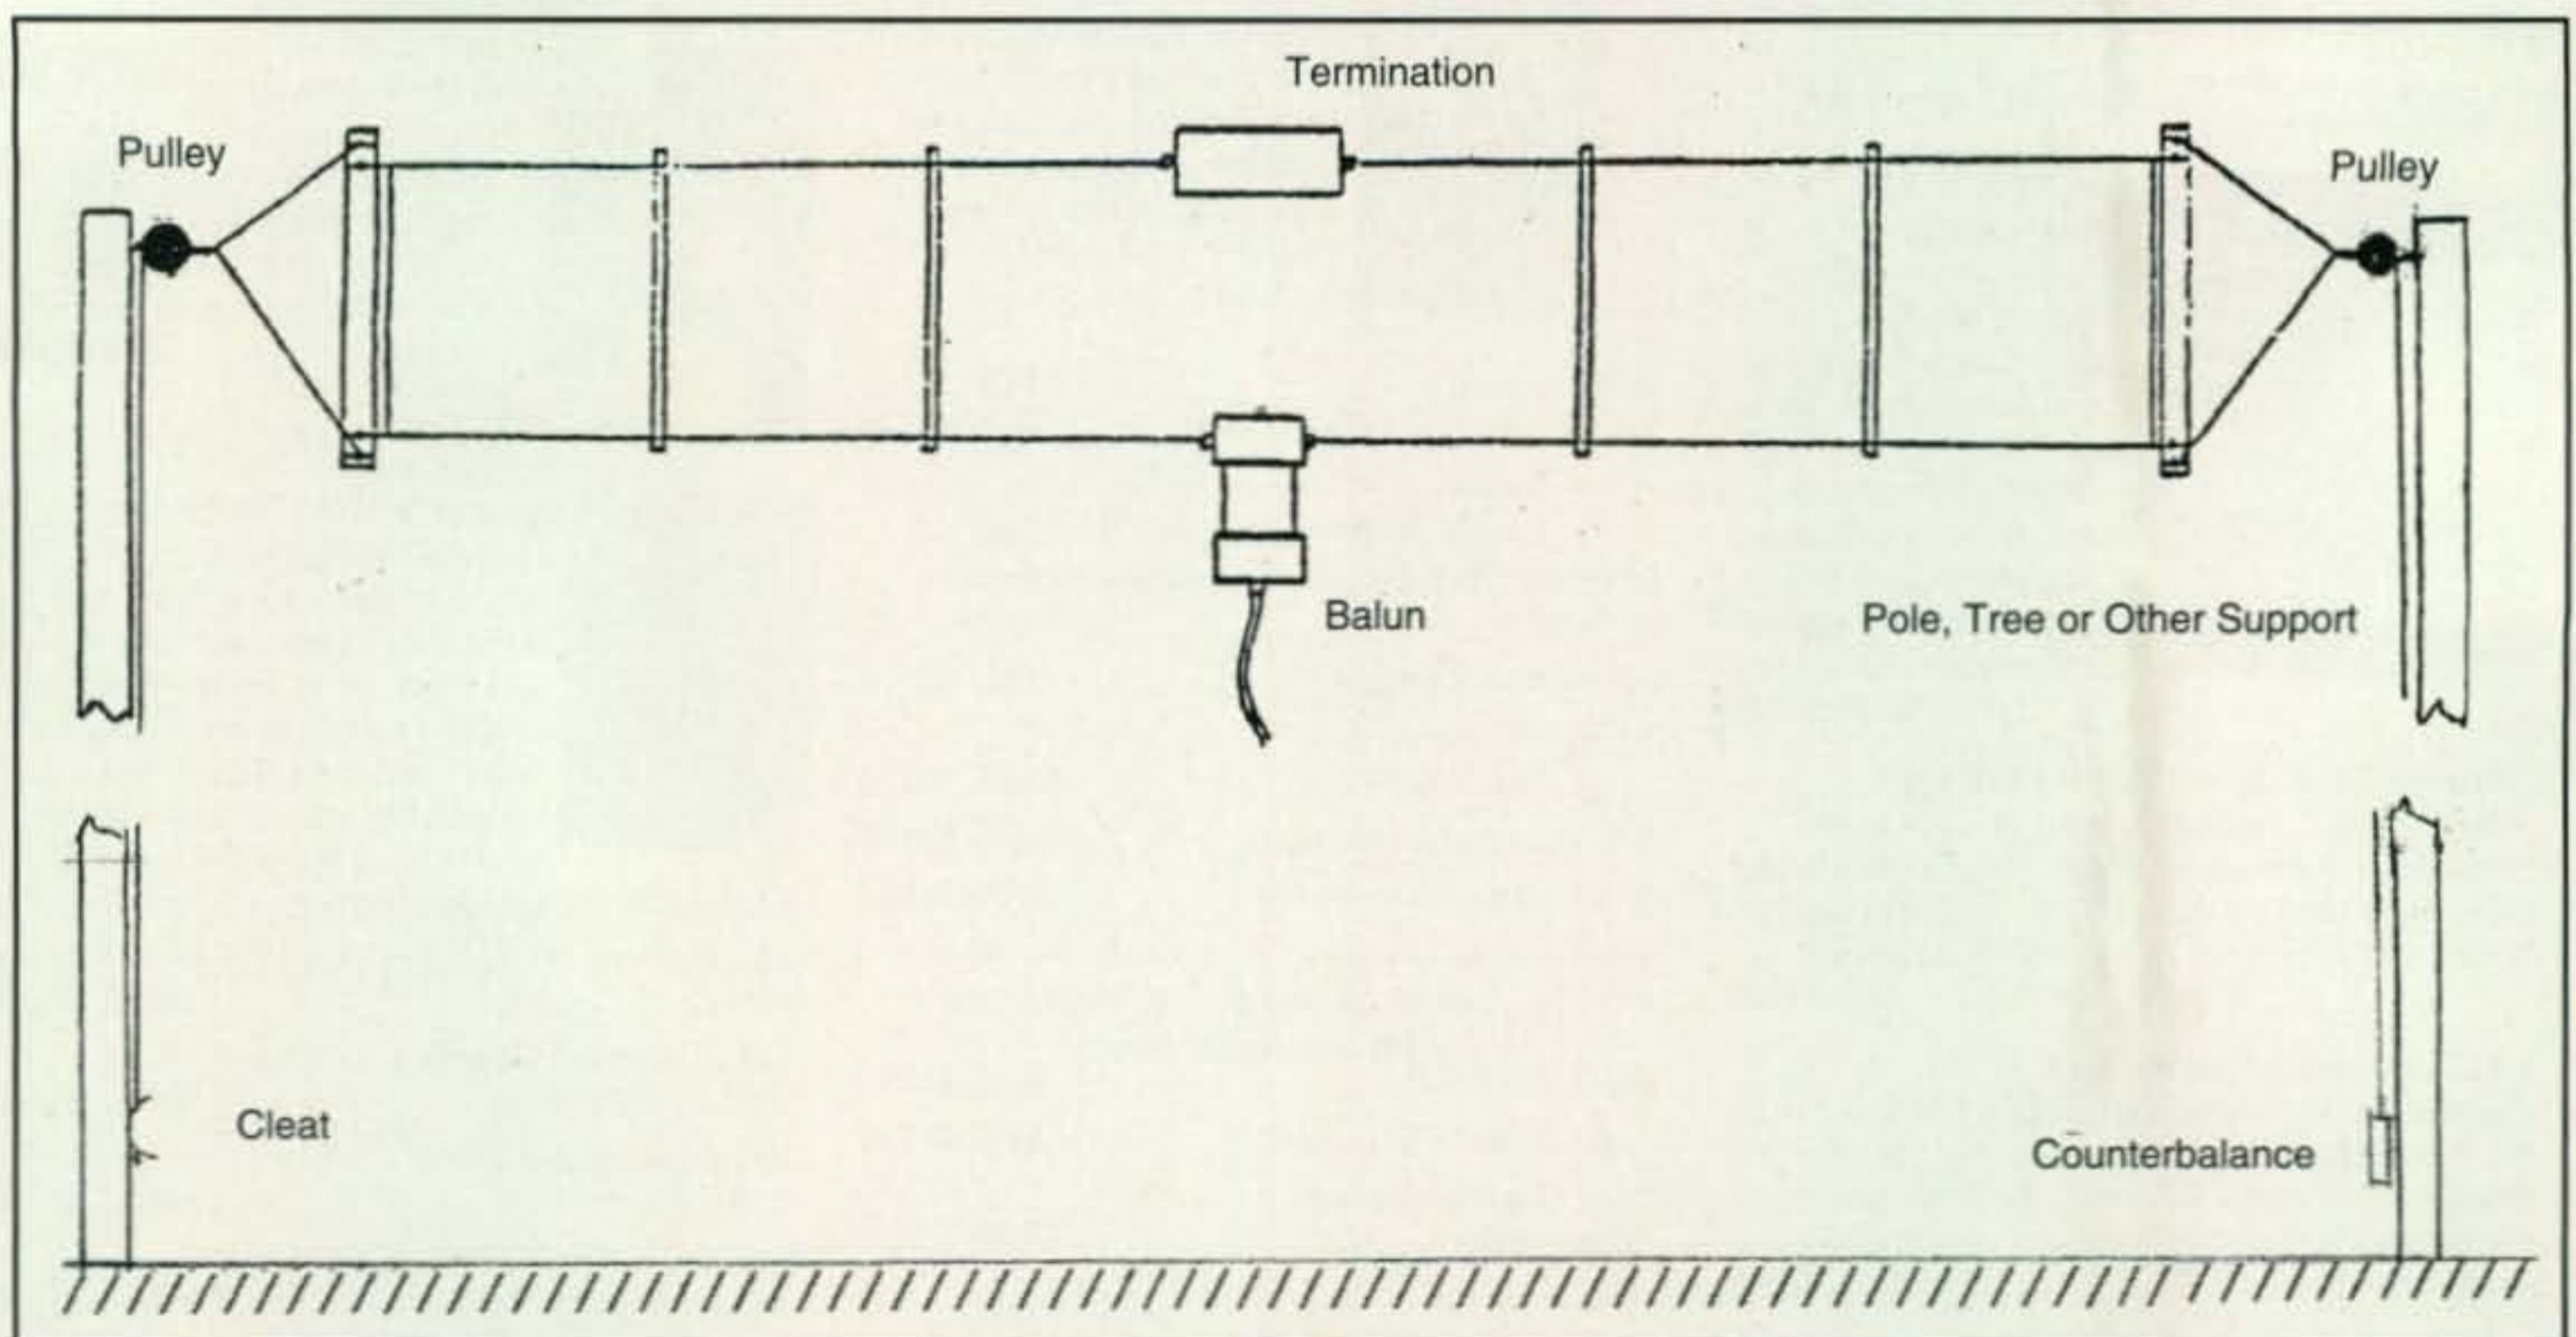 Termination
Pulley
Pulley
Balun
Pole, Tree or Other Support
Cleat
Counterbalance